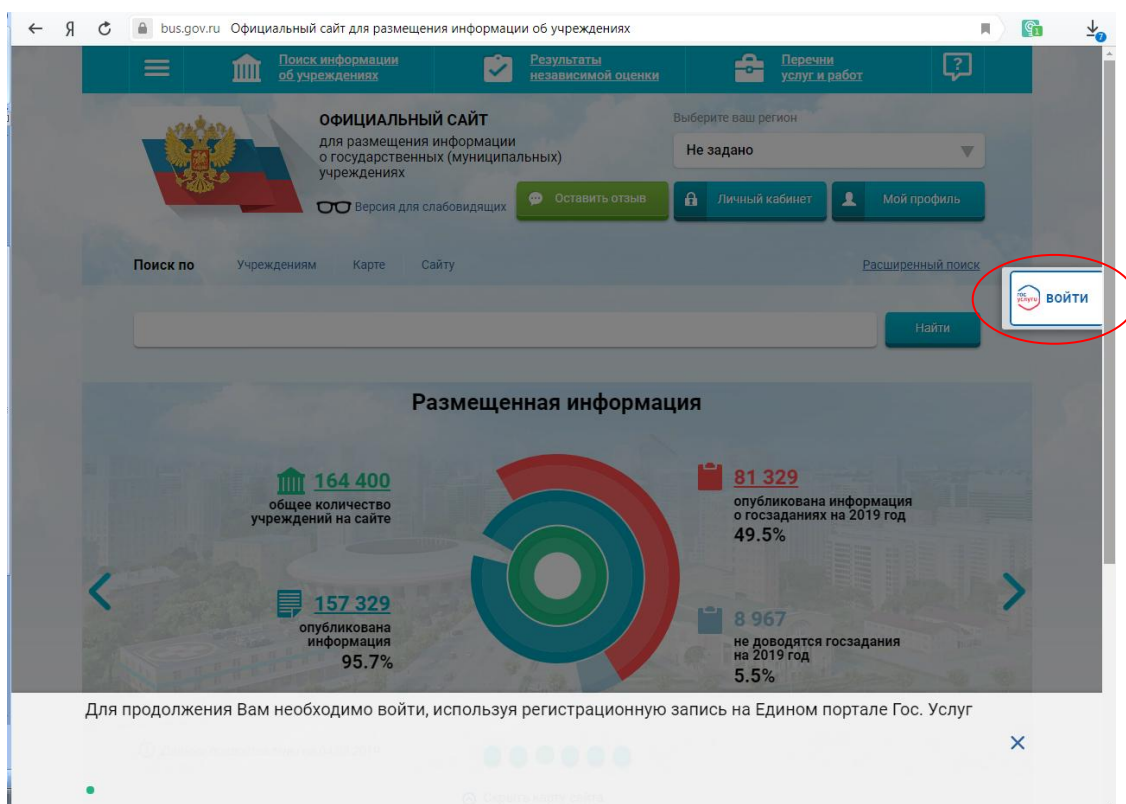 Я
bus.gov.ru Официальный сайт для размещения информации об учреждениях
7
Поиск информации
об учреждениях
Результаты
независимой оценки
Перечни
услуг и работ
?
ОФИЦИАЛЬНЫЙ САЙТ
для размещения информации
о государственных (муниципальных)
учреждениях
Версия для слабовидящих
Оставить отзыв
Выберите ваш регион
Не задано
Личный кабинет
Мой профиль
Поиск по Учреждениям Карте Сайту
Расширенный поиск
гос
услуги
ВОЙТИ
Найти
Размещенная информация
164 400
общее количество
учреждений на сайте
81 329
опубликована информация
о госзаданиях на 2019 год
49.5%
157 329
опубликована
информация
95.7%
8 967
не доводятся госзадания
на 2019 год
5.5%
Для продолжения Вам необходимо войти, используя регистрационную запись на Едином портале Гос. Услуг